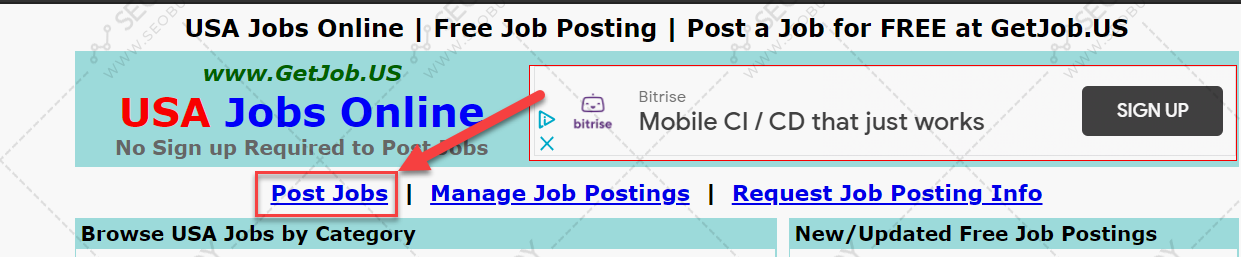 USA Jobs Online | Free Job Posting | Post a Job for FREE at GetJob.US
www.GetJob.US
USA Jobs Online
No Sign up Required to Post Jobs
bitrise
Bitrise
Mobile CI / CD that just works
SIGN UP
Post Jobs | Manage Job Postings | Request Job Posting Info
Browse USA Jobs by Category
New/Updated Free Job Postings